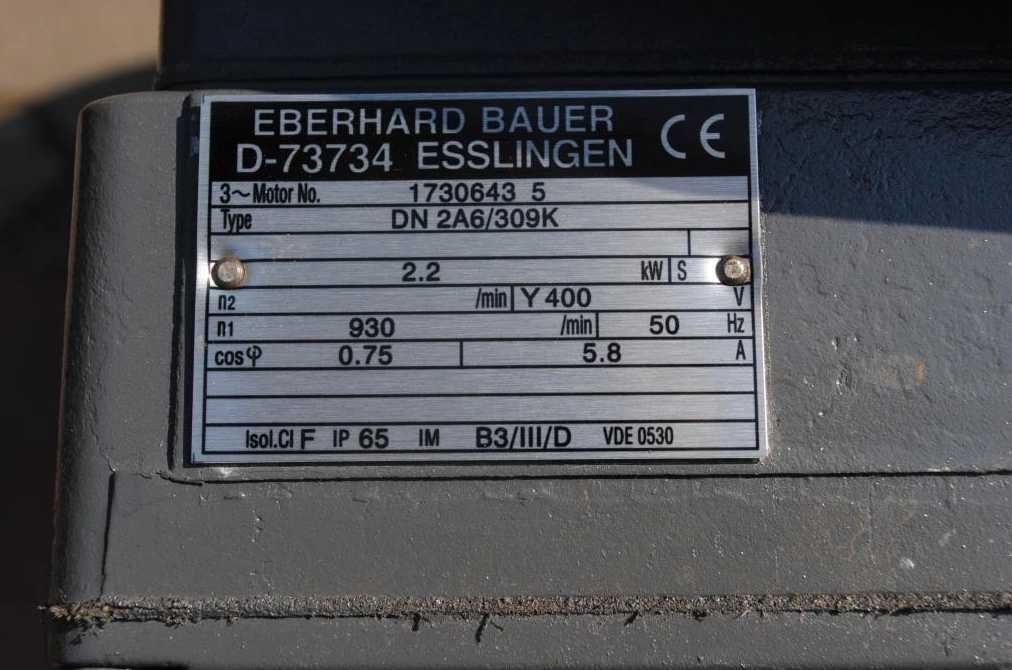 EBERHARD BAUER
D-73734 ESSLINGEN CE
3~Motor No. 1730643 5
Type DN 2A6/309K
2.2 kW S
n2 /min Y 400 V
n1 930 /min 50 Hz
cosφ 0.75 5.8 A
Isol.Cl F IP 65 IM B3/III/D VDE 0530